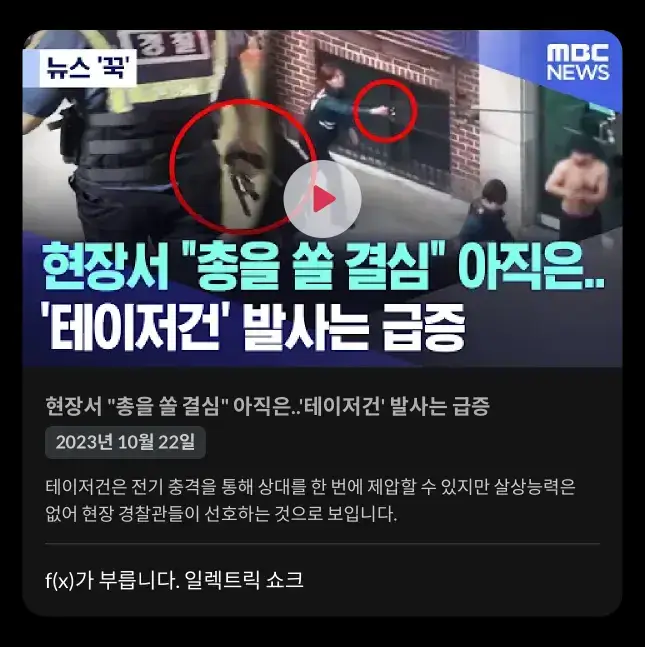 뉴스 '꾹'
경찰
MBC
NEWS
현장서 "총을 쏠 결심" 아직은..
'테이저건' 발사는 급증
현장서 "총을 쏠 결심" 아직은..'테이저건' 발사는 급증
2023년 10월 22일
테이저건은 전기 충격을 통해 상대를 한 번에 제압할 수 있지만 살상능력은
없어 현장 경찰관들이 선호하는 것으로 보입니다.
f(x)가 부릅니다. 일렉트릭 쇼크